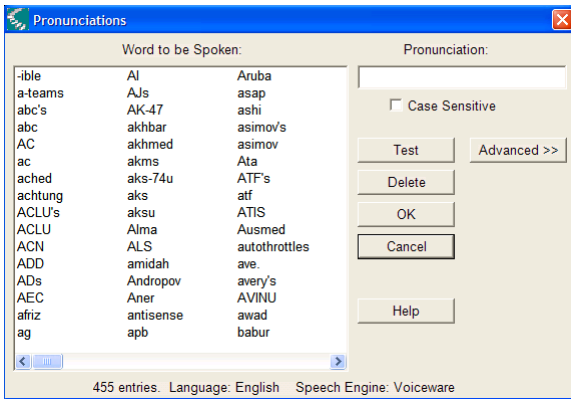 Pronunciations
Word to be Spoken:
Pronunciation:
-ible AI Aruba
a-teams AJs asap
abc's AK-47 ashi
abc akhbar asimov's
AC akhmed asimov
ac akms Ata
ached aks-74u ATF's
achtung aks atf
ACLU's aksu ATIS
ACLU Alma Ausmed
ACN ALS autothrottles
ADD amidah ave.
ADs Andropov avery's
AEC Aner AVINU
afriz antisense awad
ag apb babur
Case Sensitive
Test
Advanced >>
Delete
OK
Cancel
Help
455 entries. Language: English Speech Engine: Voiceware